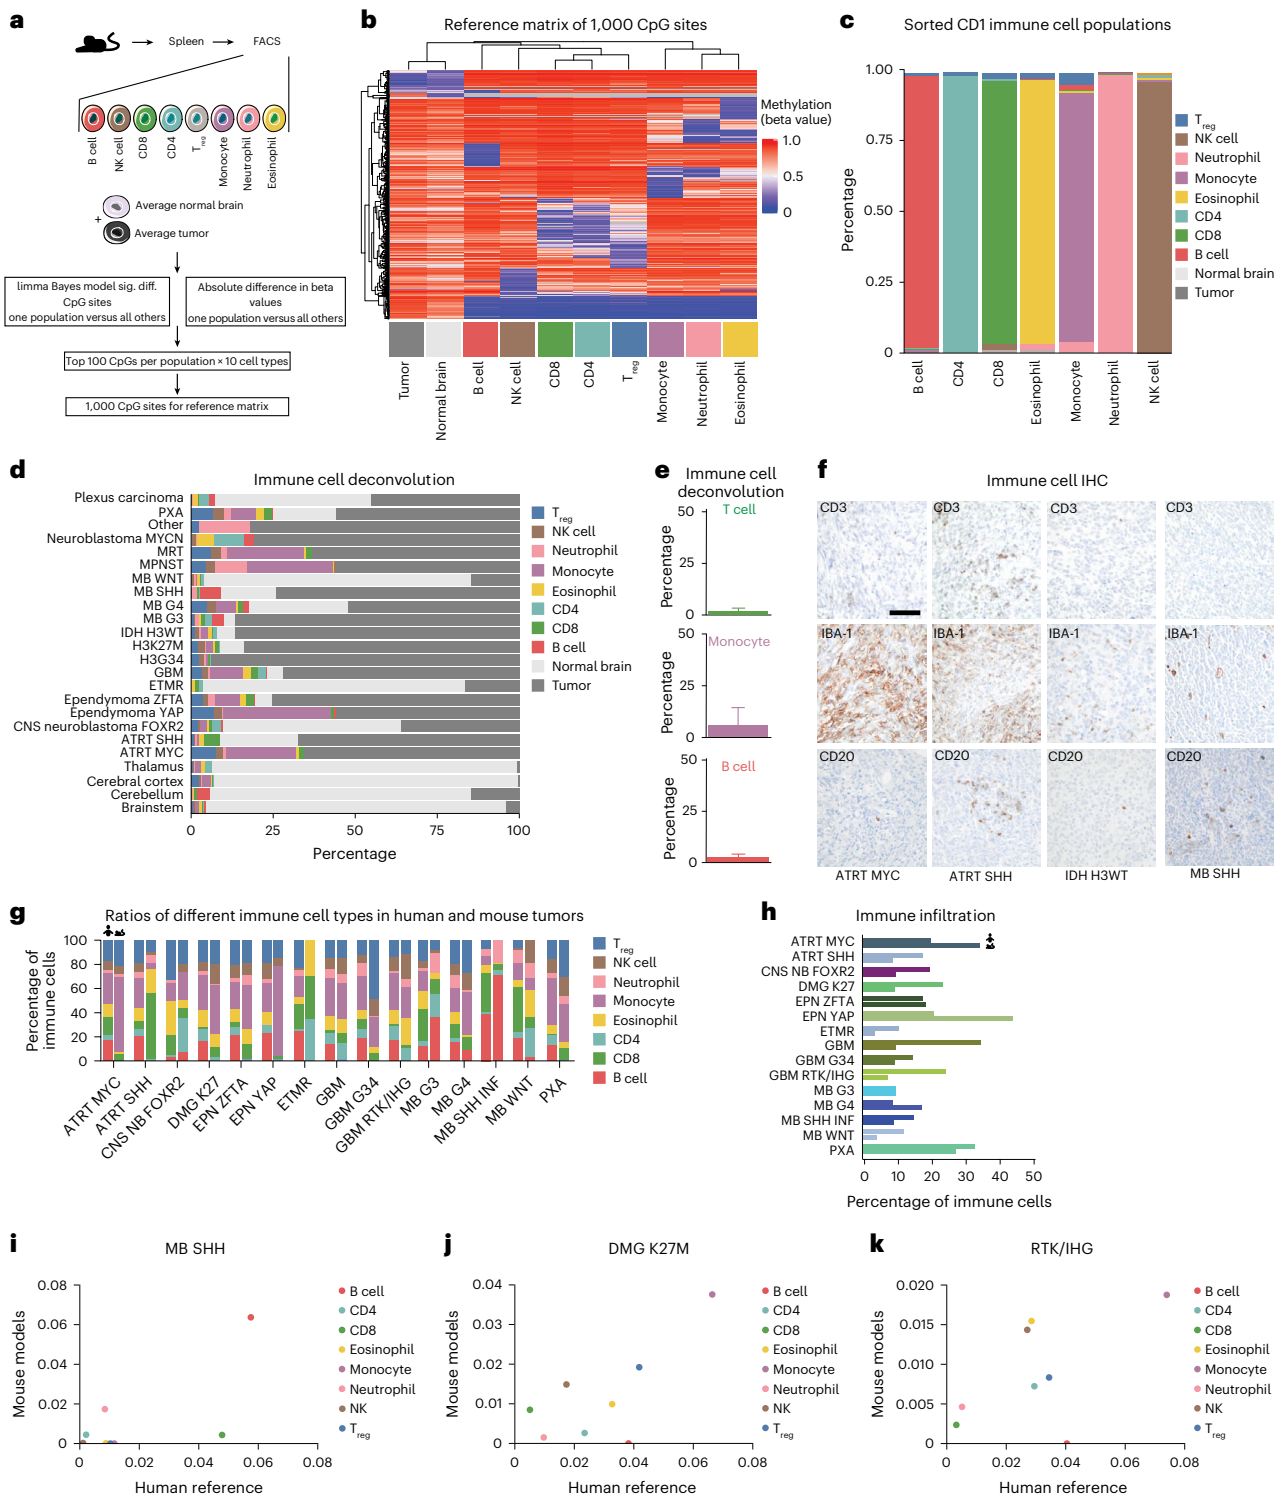 a
Spleen
FACS
B cell
NK cell
CD8
CD4
Treg
Monocyte
Neutrophil
Eosinophil
Average normal brain
+
Average tumor
limma Bayes model sig. diff.
CpG sites
one population versus all others
Absolute difference in beta
values
one population versus all others
Top 100 CpGs per population × 10 cell types
1,000 CpG sites for reference matrix
b
Reference matrix of 1,000 CpG sites
Methylation
(beta value)
1.0
0.5
0
Tumor
Normal brain
B cell
NK cell
CD8
CD4
Treg
Monocyte
Neutrophil
Eosinophil
c
Sorted CD1 immune cell populations
Percentage
1.00
0.75
0.50
0.25
0
B cell
CD4
CD8
Eosinophil
Monocyte
Neutrophil
NK cell
Treg
NK cell
Neutrophil
Monocyte
Eosinophil
CD4
CD8
B cell
Normal brain
Tumor
d
Immune cell deconvolution
Plexus carcinoma
PXA
Other
Neuroblastoma MYCN
MRT
MPNST
MB WNT
MB SHH
MB G4
MB G3
IDH H3WT
H3K27M
H3G34
GBM
ETMR
Ependymoma ZFTA
Ependymoma YAP
CNS neuroblastoma FOXR2
ATRT SHH
ATRT MYC
Thalamus
Cerebral cortex
Cerebellum
Brainstem
0
25
50
75
100
Percentage
Treg
NK cell
Neutrophil
Monocyte
Eosinophil
CD4
CD8
B cell
Normal brain
Tumor
e
Immune cell
deconvolution
T cell
50
25
0
Percentage
Monocyte
50
25
0
Percentage
B cell
50
25
0
Percentage
f
Immune cell IHC
CD3
CD3
CD3
CD3
IBA-1
IBA-1
IBA-1
IBA-1
CD20
CD20
CD20
CD20
ATRT MYC
ATRT SHH
IDH H3WT
MB SHH
g
Ratios of different immune cell types in human and mouse tumors
Percentage of
immune cells
100
80
60
40
20
0
ATRT MYC
ATRT SHH
CNS NB FOXR2
DMG K27
EPN ZFTA
EPN YAP
ETMR
GBM
GBM G34
GBM RTK/IHG
MB G3
MB G4
MB SHH INF
MB WNT
PXA
Treg
NK cell
Neutrophil
Monocyte
Eosinophil
CD4
CD8
B cell
h
Immune infiltration
ATRT MYC
ATRT SHH
CNS NB FOXR2
DMG K27
EPN ZFTA
EPN YAP
ETMR
GBM
GBM G34
GBM RTK/IHG
MB G3
MB G4
MB SHH INF
MB WNT
PXA
0
10
20
30
40
50
Percentage of immune cells
i
MB SHH
Mouse models
0.08
0.06
0.04
0.02
0
0
0.02
0.04
0.06
0.08
Human reference
B cell
CD4
CD8
Eosinophil
Monocyte
Neutrophil
NK
Treg
j
DMG K27M
Mouse models
0.04
0.03
0.02
0.01
0
0
0.02
0.04
0.06
0.08
Human reference
B cell
CD4
CD8
Eosinophil
Monocyte
Neutrophil
NK
Treg
k
RTK/IHG
Mouse models
0.020
0.015
0.010
0.005
0
0
0.02
0.04
0.06
0.08
Human reference
B cell
CD4
CD8
Eosinophil
Monocyte
Neutrophil
NK
Treg